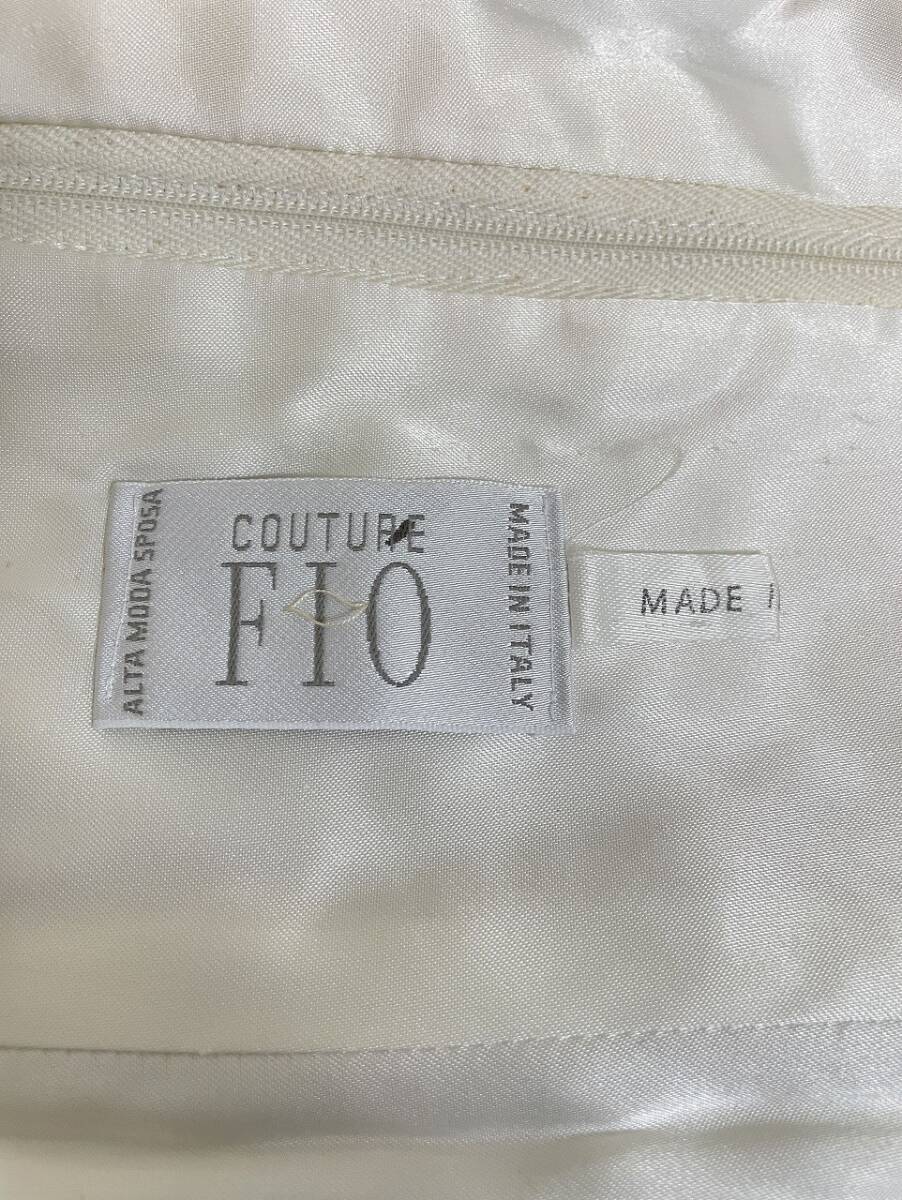 ALTA MODA SPOSA
COUTURE
FIO
MADE IN ITALY
MADE